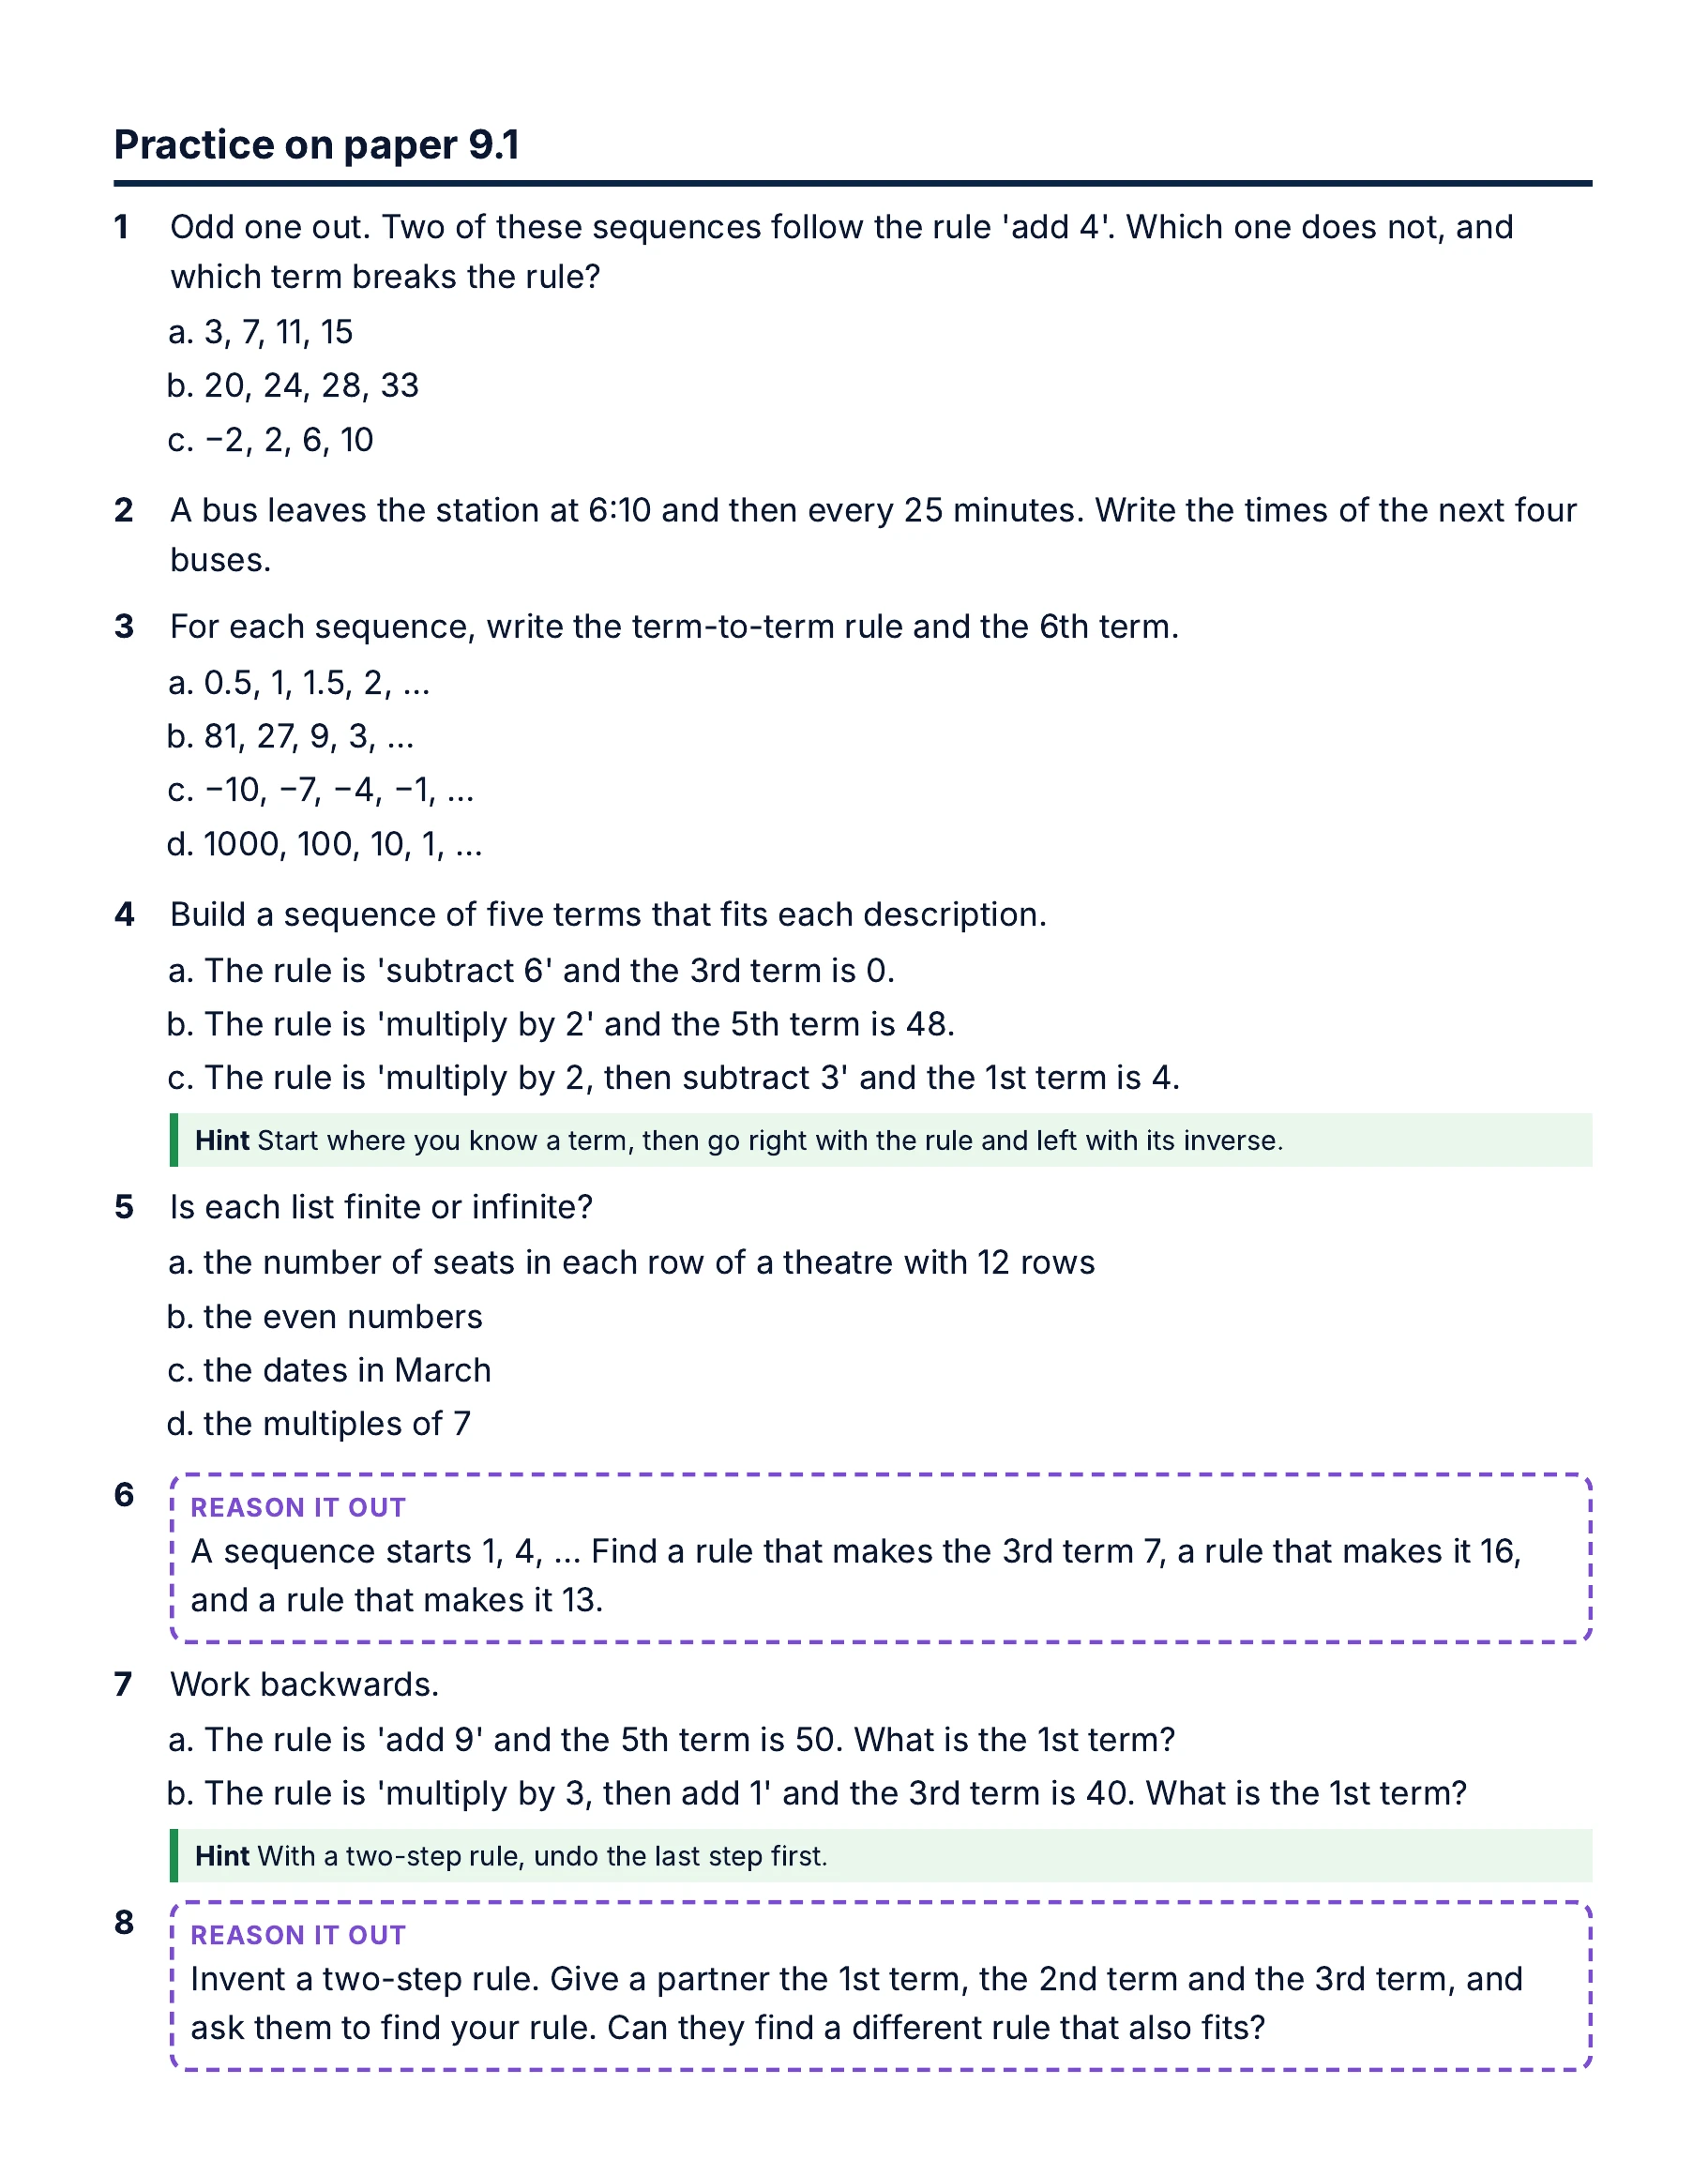 Practice on paper 9.1
1 Odd one out. Two of these sequences follow the rule 'add 4'. Which one does not, and
which term breaks the rule?
a. 3, 7, 11, 15
b. 20, 24, 28, 33
c. −2, 2, 6, 10
2 A bus leaves the station at 6:10 and then every 25 minutes. Write the times of the next four
buses.
3 For each sequence, write the term-to-term rule and the 6th term.
a. 0.5, 1, 1.5, 2, ...
b. 81, 27, 9, 3, ...
c. −10, −7, −4, −1, ...
d. 1000, 100, 10, 1, ...
4 Build a sequence of five terms that fits each description.
a. The rule is 'subtract 6' and the 3rd term is 0.
b. The rule is 'multiply by 2' and the 5th term is 48.
c. The rule is 'multiply by 2, then subtract 3' and the 1st term is 4.
Hint Start where you know a term, then go right with the rule and left with its inverse.
5 Is each list finite or infinite?
a. the number of seats in each row of a theatre with 12 rows
b. the even numbers
c. the dates in March
d. the multiples of 7
6 REASON IT OUT
A sequence starts 1, 4, ... Find a rule that makes the 3rd term 7, a rule that makes it 16,
and a rule that makes it 13.
7 Work backwards.
a. The rule is 'add 9' and the 5th term is 50. What is the 1st term?
b. The rule is 'multiply by 3, then add 1' and the 3rd term is 40. What is the 1st term?
Hint With a two-step rule, undo the last step first.
8 REASON IT OUT
Invent a two-step rule. Give a partner the 1st term, the 2nd term and the 3rd term, and
ask them to find your rule. Can they find a different rule that also fits?